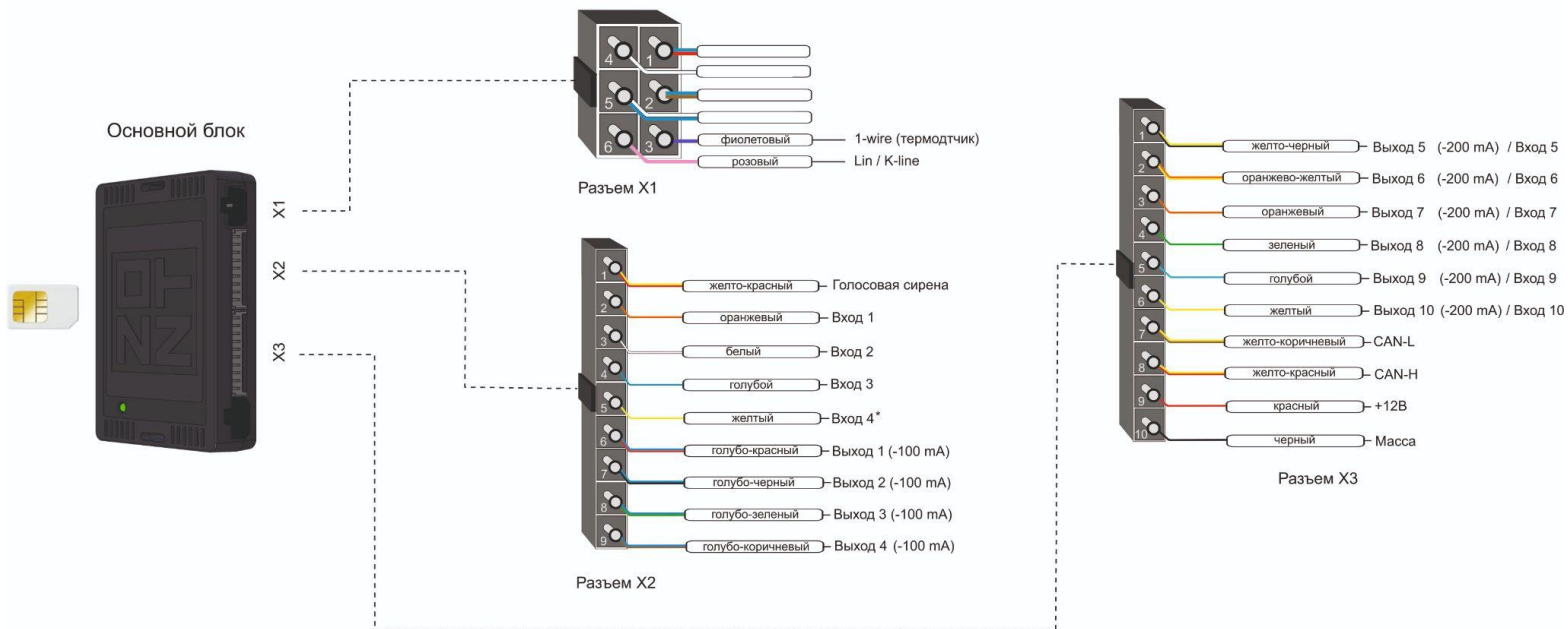 Основной блок
X1
X2
X3
4
1
5
2
6
3
фиолетовый
1-wire (термодтчик)
розовый
Lin / K-line
Разъем X1
1
желто-красный
Голосовая сирена
2
оранжевый
Вход 1
3
белый
Вход 2
4
голубой
Вход 3
5
желтый
Вход 4*
6
голубо-красный
Выход 1 (-100 mA)
7
голубо-черный
Выход 2 (-100 mA)
8
голубо-зеленый
Выход 3 (-100 mA)
9
голубо-коричневый
Выход 4 (-100 mA)
Разъем X2
1
желто-черный
Выход 5 (-200 mA) / Вход 5
2
оранжево-желтый
Выход 6 (-200 mA) / Вход 6
3
оранжевый
Выход 7 (-200 mA) / Вход 7
4
зеленый
Выход 8 (-200 mA) / Вход 8
5
голубой
Выход 9 (-200 mA) / Вход 9
6
желтый
Выход 10 (-200 mA) / Вход 10
7
желто-коричневый
CAN-L
8
желто-красный
CAN-H
9
красный
+12В
10
черный
Масса
Разъем X3